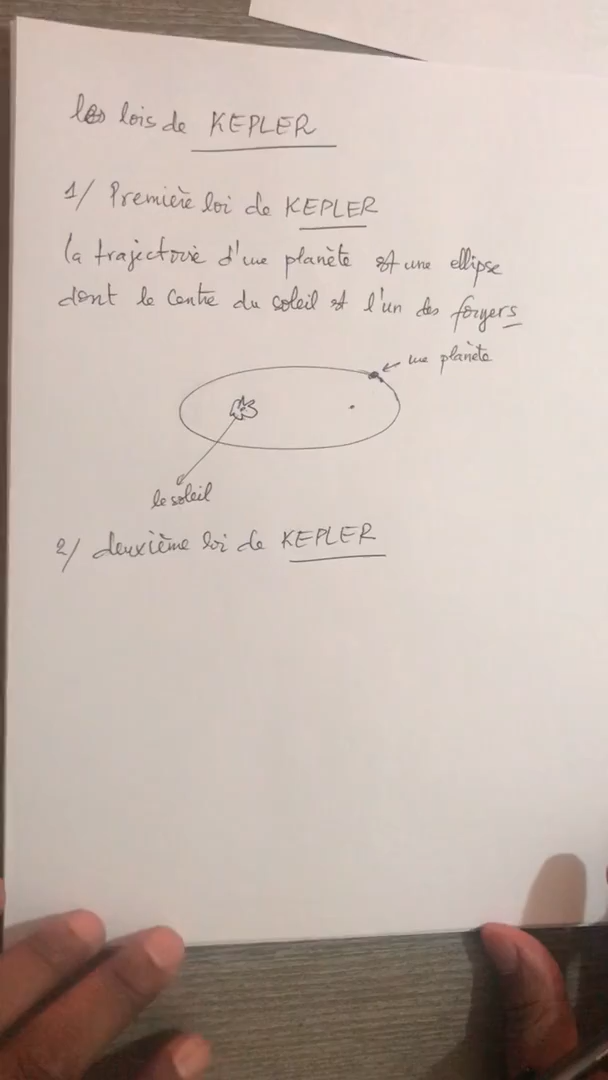 les lois de KEPLER
1/ Première loi de KEPLER
la trajectoire d'une planète est une ellipse
dont le centre du soleil est l'un des foyers
une planète
le soleil
2/ deuxième loi de KEPLER